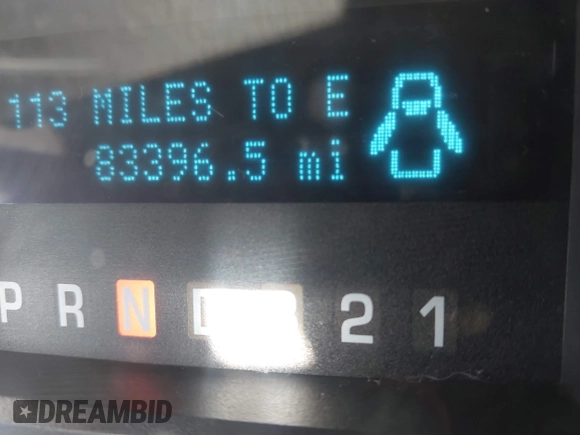 113 MILES TO E
83396.5 mi
P R N D 2 1
DREAMBID